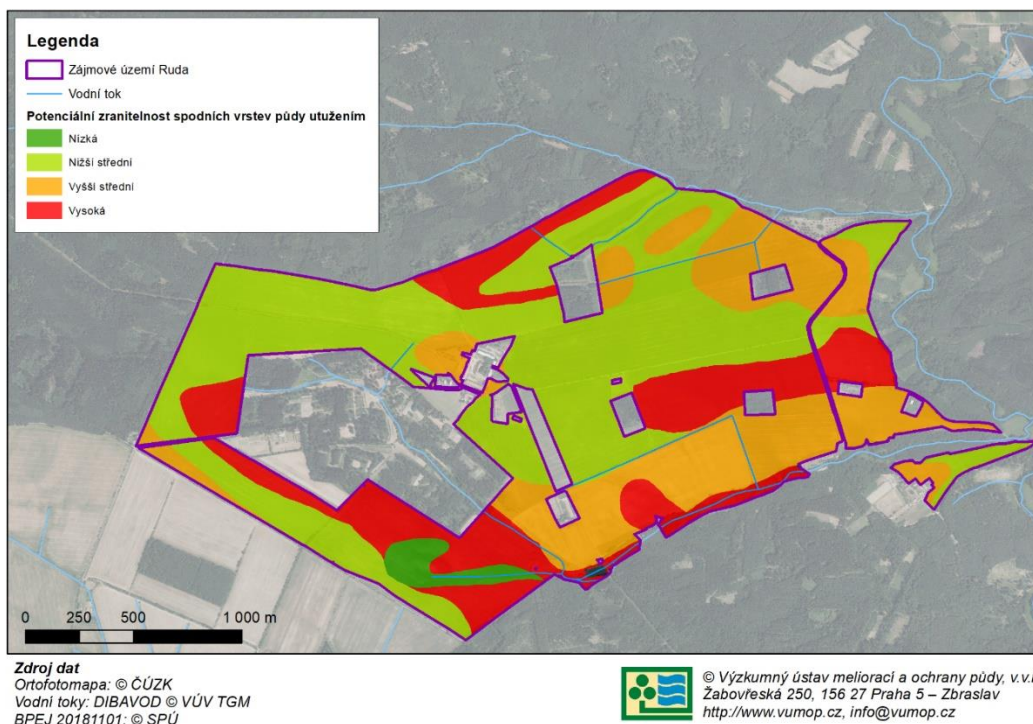 Legenda
Zájmové území Ruda
Vodní tok
Potenciální zranitelnost spodních vrstev půdy utužením
Nízká
Nižší střední
Vyšší střední
Vysoká
0 250 500 1 000 m
Zdroj dat
Ortofotomapa: © ČÚZK
Vodní toky: DIBAVOD © VÚV TGM
BPEJ 20181101: © SPÚ
© Výzkumný ústav meliorací a ochrany půdy, v.v.i
Žabovřeská 250, 156 27 Praha 5 – Zbraslav
http://www.vumop.cz, info@vumop.cz